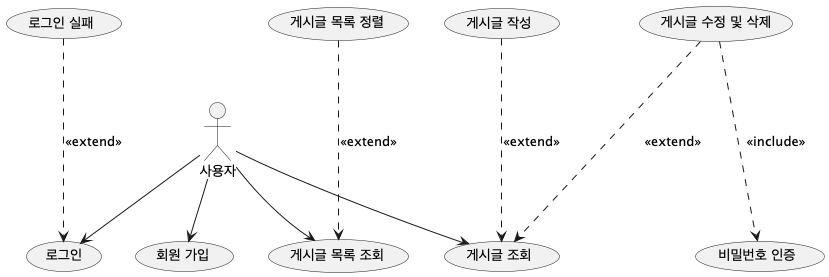 로그인 실패
게시글 목록 정렬
게시글 작성
게시글 수정 및 삭제
«extend»
«extend»
«extend»
«extend»
«include»
사용자
로그인
회원 가입
게시글 목록 조회
게시글 조회
비밀번호 인증